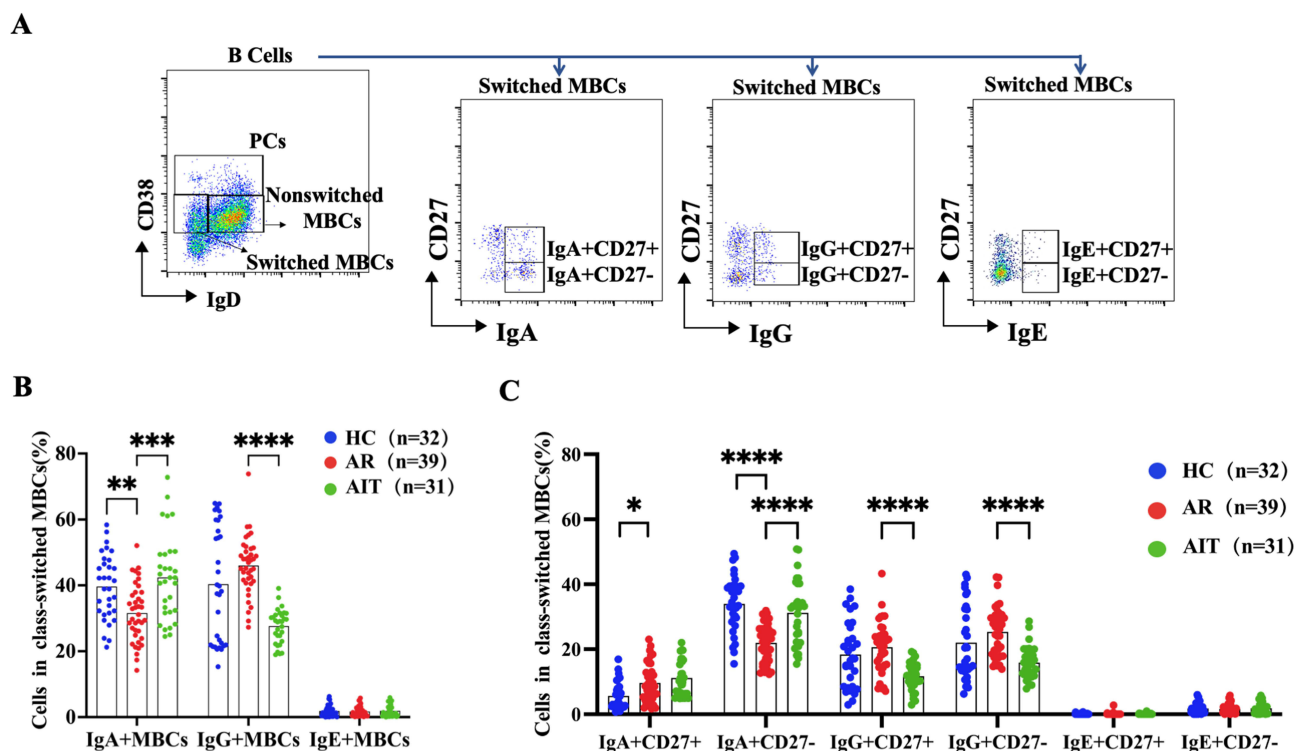 A
B Cells
Switched MBCs
Switched MBCs
Switched MBCs
PCs
Nonswitched
MBCs
Switched MBCs
CD38
IgD
CD27
IgA+CD27+
IgA+CD27-
IgA
CD27
IgG+CD27+
IgG+CD27-
IgG
CD27
IgE+CD27+
IgE+CD27-
IgE
B
Cells in class-switched MBCs(%)
80
60
40
20
0
**
***
****
HC (n=32)
AR (n=39)
AIT (n=31)
IgA+MBCs
IgG+MBCs
IgE+MBCs
C
Cells in class-switched MBCs(%)
80
60
40
20
0
*
****
****
****
****
HC (n=32)
AR (n=39)
AIT (n=31)
IgA+CD27+
IgA+CD27-
IgG+CD27+
IgG+CD27-
IgE+CD27+
IgE+CD27-